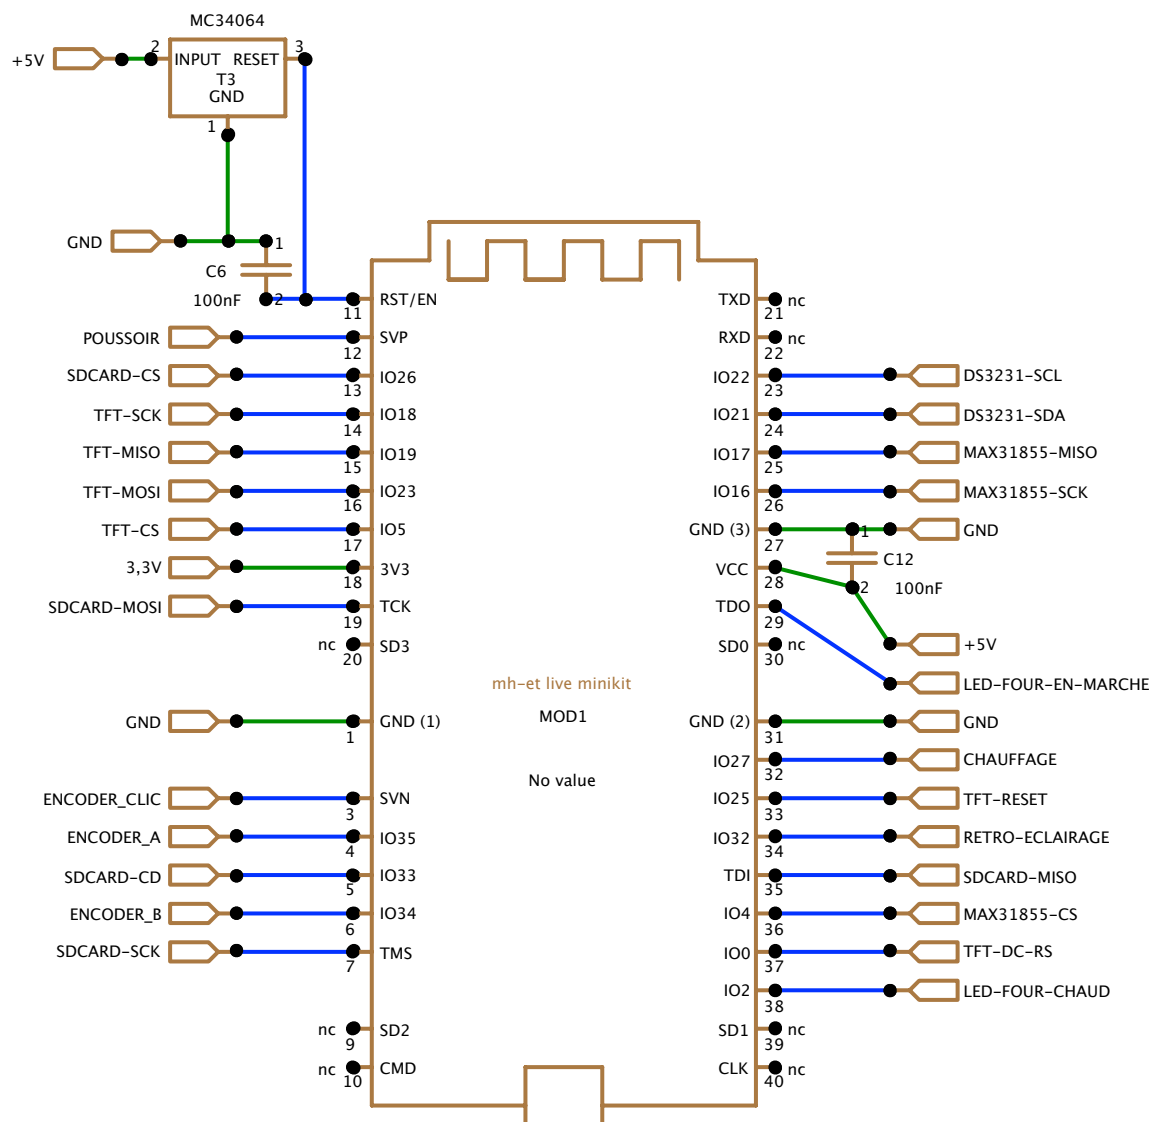 MC34064
+5V 2 INPUT RESET 3
T3
GND
1
GND 1
C6
100nF 2 RST/EN TXD nc
11 21
POUSSOIR SVP RXD nc
12 22
SDCARD-CS IO26 IO22 DS3231-SCL
13 23
TFT-SCK IO18 IO21 DS3231-SDA
14 24
TFT-MISO IO19 IO17 MAX31855-MISO
15 25
TFT-MOSI IO23 IO16 MAX31855-SCK
16 26
TFT-CS IO5 GND (3) 1 GND
17 27
C12
3,3V 3V3 VCC
18 28 2 100nF
SDCARD-MOSI TCK TDO
19 29
nc SD3 SD0 nc +5V
20 30
mh-et live minikit LED-FOUR-EN-MARCHE
MOD1
GND GND (1) GND (2) GND
1 31
IO27 CHAUFFAGE
32
No value
ENCODER_CLIC SVN IO25 TFT-RESET
3 33
ENCODER_A IO35 IO32 RETRO-ECLAIRAGE
4 34
SDCARD-CD IO33 TDI SDCARD-MISO
5 35
ENCODER_B IO34 IO4 MAX31855-CS
6 36
SDCARD-SCK TMS IO0 TFT-DC-RS
7 37
IO2 LED-FOUR-CHAUD
38
nc SD2 SD1 nc
9 39
nc CMD CLK nc
10 40